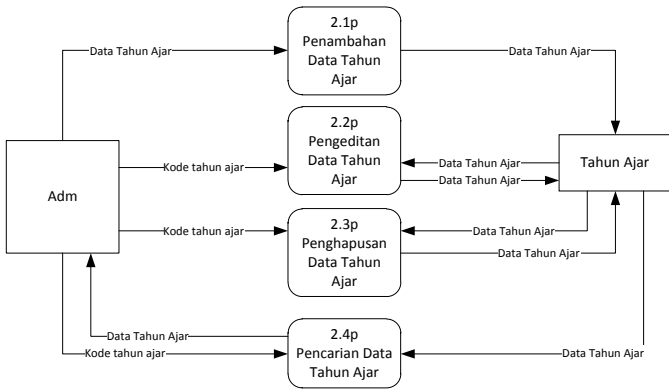 2.1p
Penambahan
Data Tahun
Ajar
Data Tahun Ajar
Data Tahun Ajar
2.2p
Pengeditan
Data Tahun
Ajar
Adm
Kode tahun ajar
Data Tahun Ajar
Data Tahun Ajar
Tahun Ajar
2.3p
Penghapusan
Data Tahun
Ajar
Kode tahun ajar
Data Tahun Ajar
Data Tahun Ajar
2.4p
Pencarian Data
Tahun Ajar
Data Tahun Ajar
Kode tahun ajar
Data Tahun Ajar